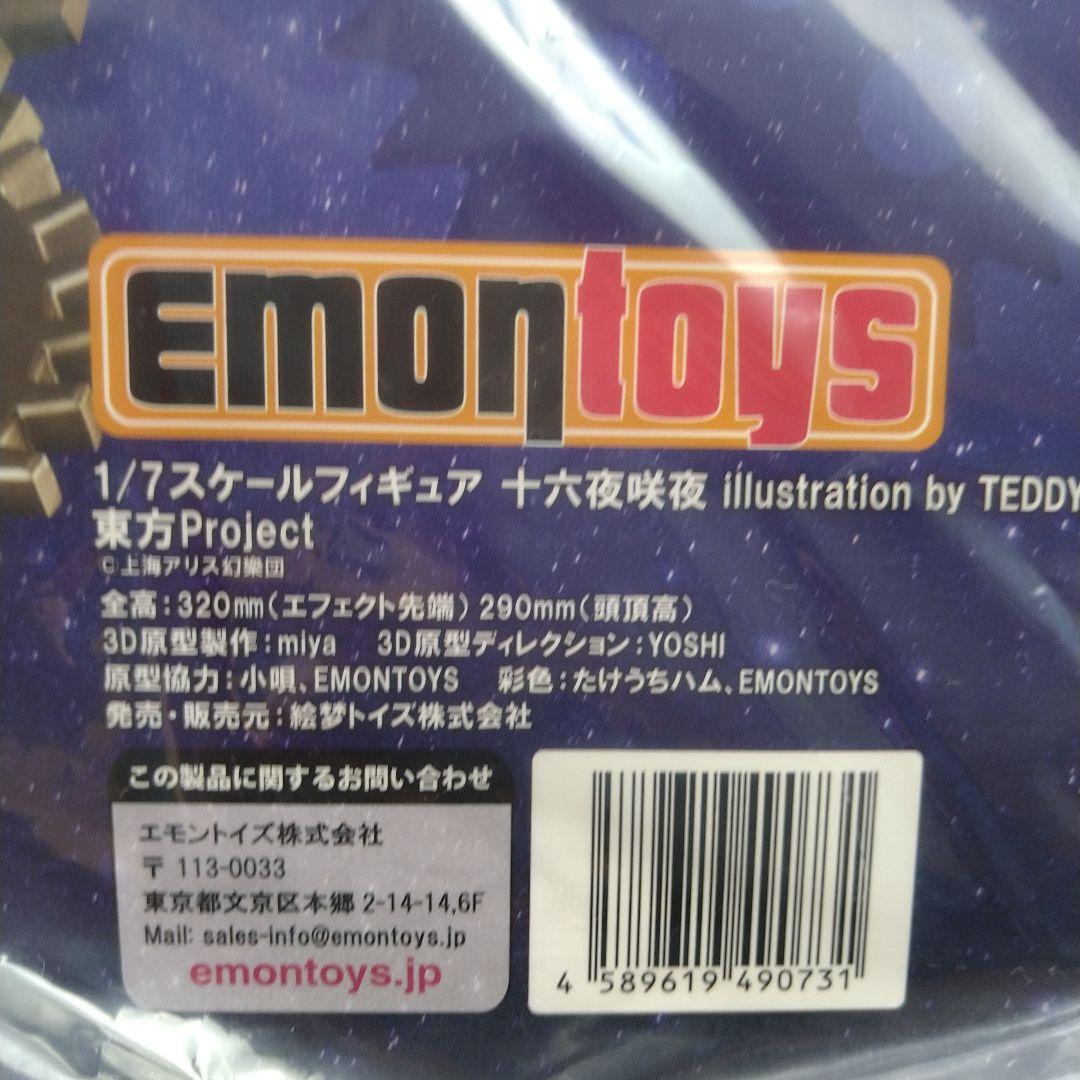 emontoys
1/7スケールフィギュア 十六夜咲夜 illustration by TEDDY
東方Project
©上海アリス幻樂団
全高:320mm(エフェクト先端) 290mm(頭頂高)
3D原型製作:miya 3D原型ディレクション:YOSHI
原型協力:小唄、EMONTOYS 彩色:たけうちハム、EMONTOYS
発売・販売元:絵梦トイズ株式会社
この製品に関するお問い合わせ
エモントイズ株式会社
〒 113-0033
東京都文京区本郷 2-14-14,6F
Mail: sales-info@emontoys.jp
emontoys.jp
4 589619 490731